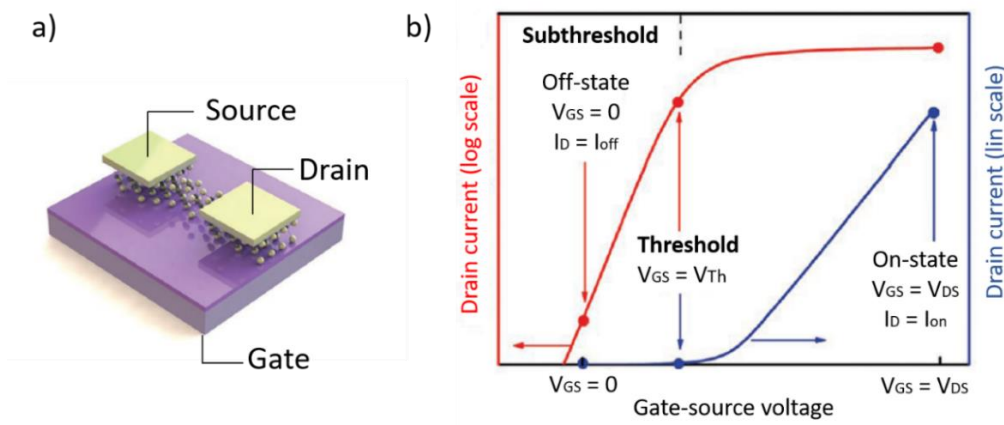 a)
Source
Drain
Gate
b)
Drain current (log scale)
Subthreshold
Off-state
VGS = 0
ID = Ioff
Threshold
VGS = VTh
On-state
VGS = VDS
ID = Ion
Drain current (lin scale)
VGS = 0
VGS = VDS
Gate-source voltage